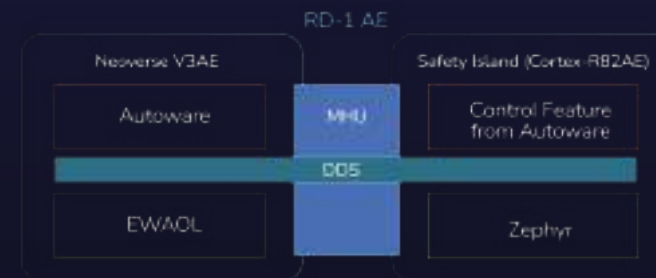 RD-1 AE
Neoverse V3AE
Safety Island (Cortex-R82AE)
Autoware
MHU
Control Feature
from Autoware
DDS
EWAOL
Zephyr